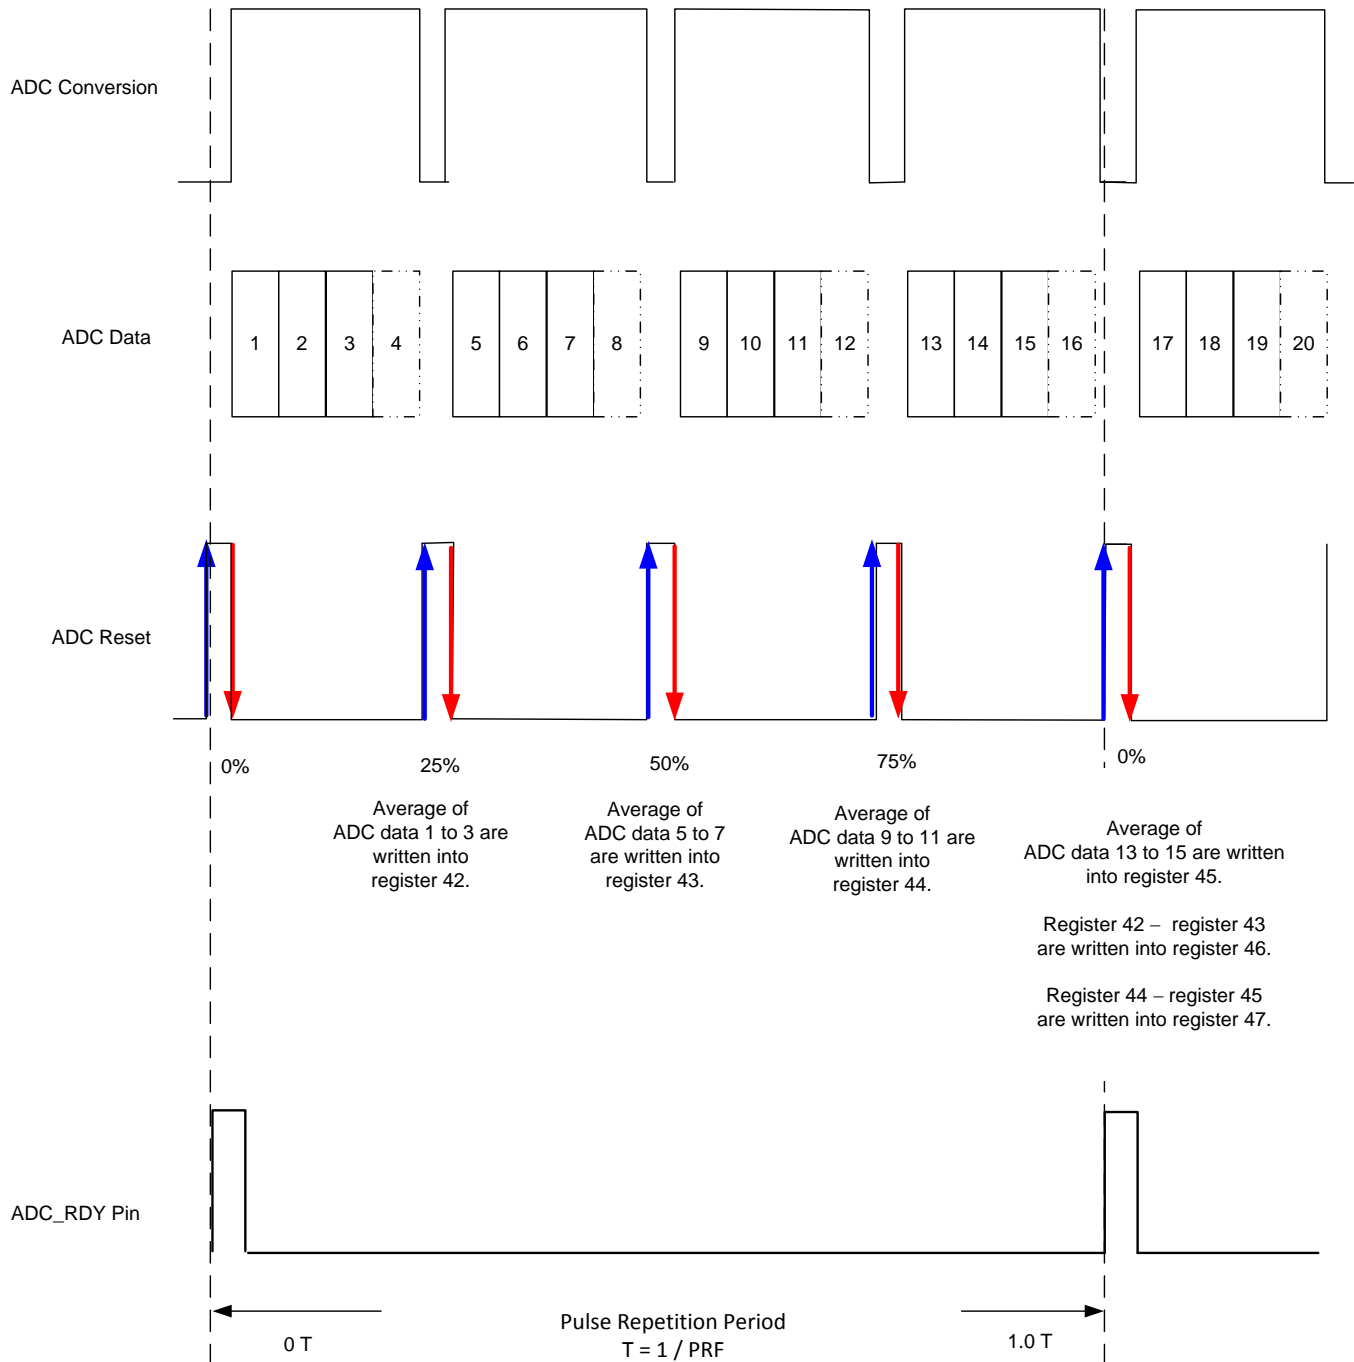 ADC Conversion
ADC Data
1 2 3 4 5 6 7 8 9 10 11 12 13 14 15 16 17 18 19 20
ADC Reset
0% 25% 50% 75% 0%
Average of
ADC data 1 to 3 are
written into
register 42.
Average of
ADC data 5 to 7
are written into
register 43.
Average of
ADC data 9 to 11 are
written into
register 44.
Average of
ADC data 13 to 15 are written
into register 45.
Register 42 – register 43
are written into register 46.
Register 44 – register 45
are written into register 47.
ADC_RDY Pin
0 T
Pulse Repetition Period
T = 1 / PRF
1.0 T